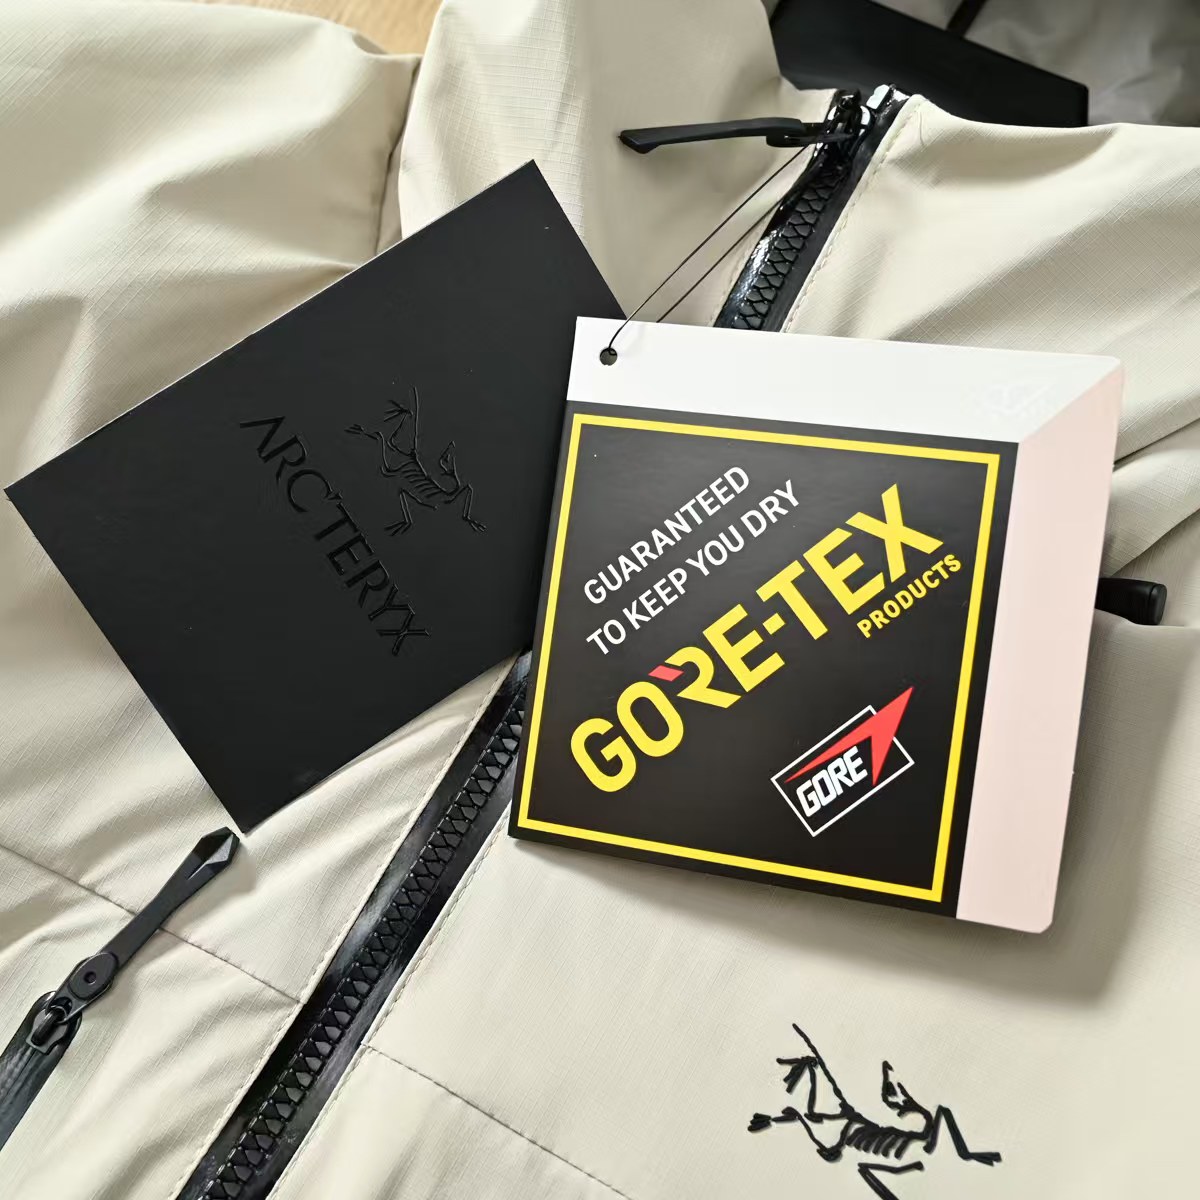 ARC'TERYX
GUARANTEED
TO KEEP YOU DRY
GORE-TEX
PRODUCTS
GORE